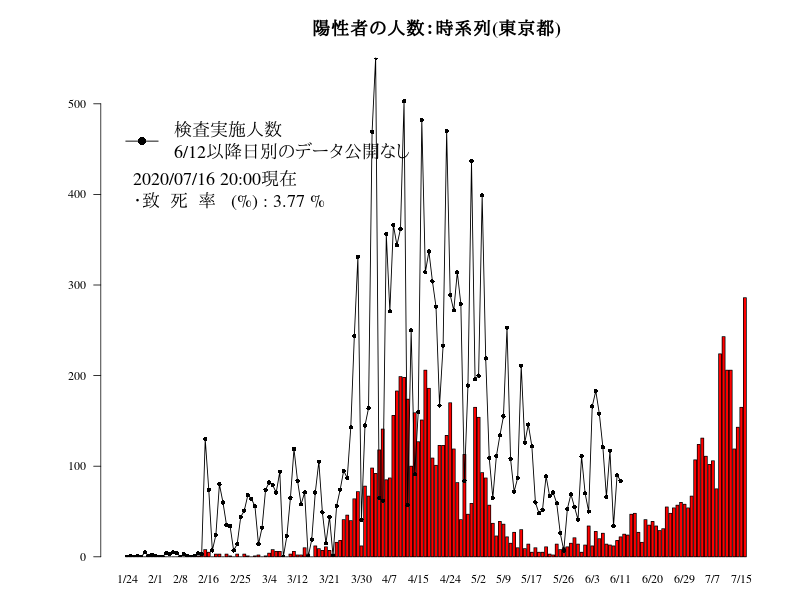 陽性者の人数:時系列(東京都)
500
400
300
200
100
0
検査実施人数
6/12以降日別のデータ公開なし
2020/07/16 20:00現在
・致 死 率 (%) : 3.77 %
1/24 2/1 2/8 2/16 2/25 3/4 3/12 3/21 3/30 4/7 4/15 4/24 5/2 5/9 5/17 5/26 6/3 6/11 6/20 6/29 7/7 7/15